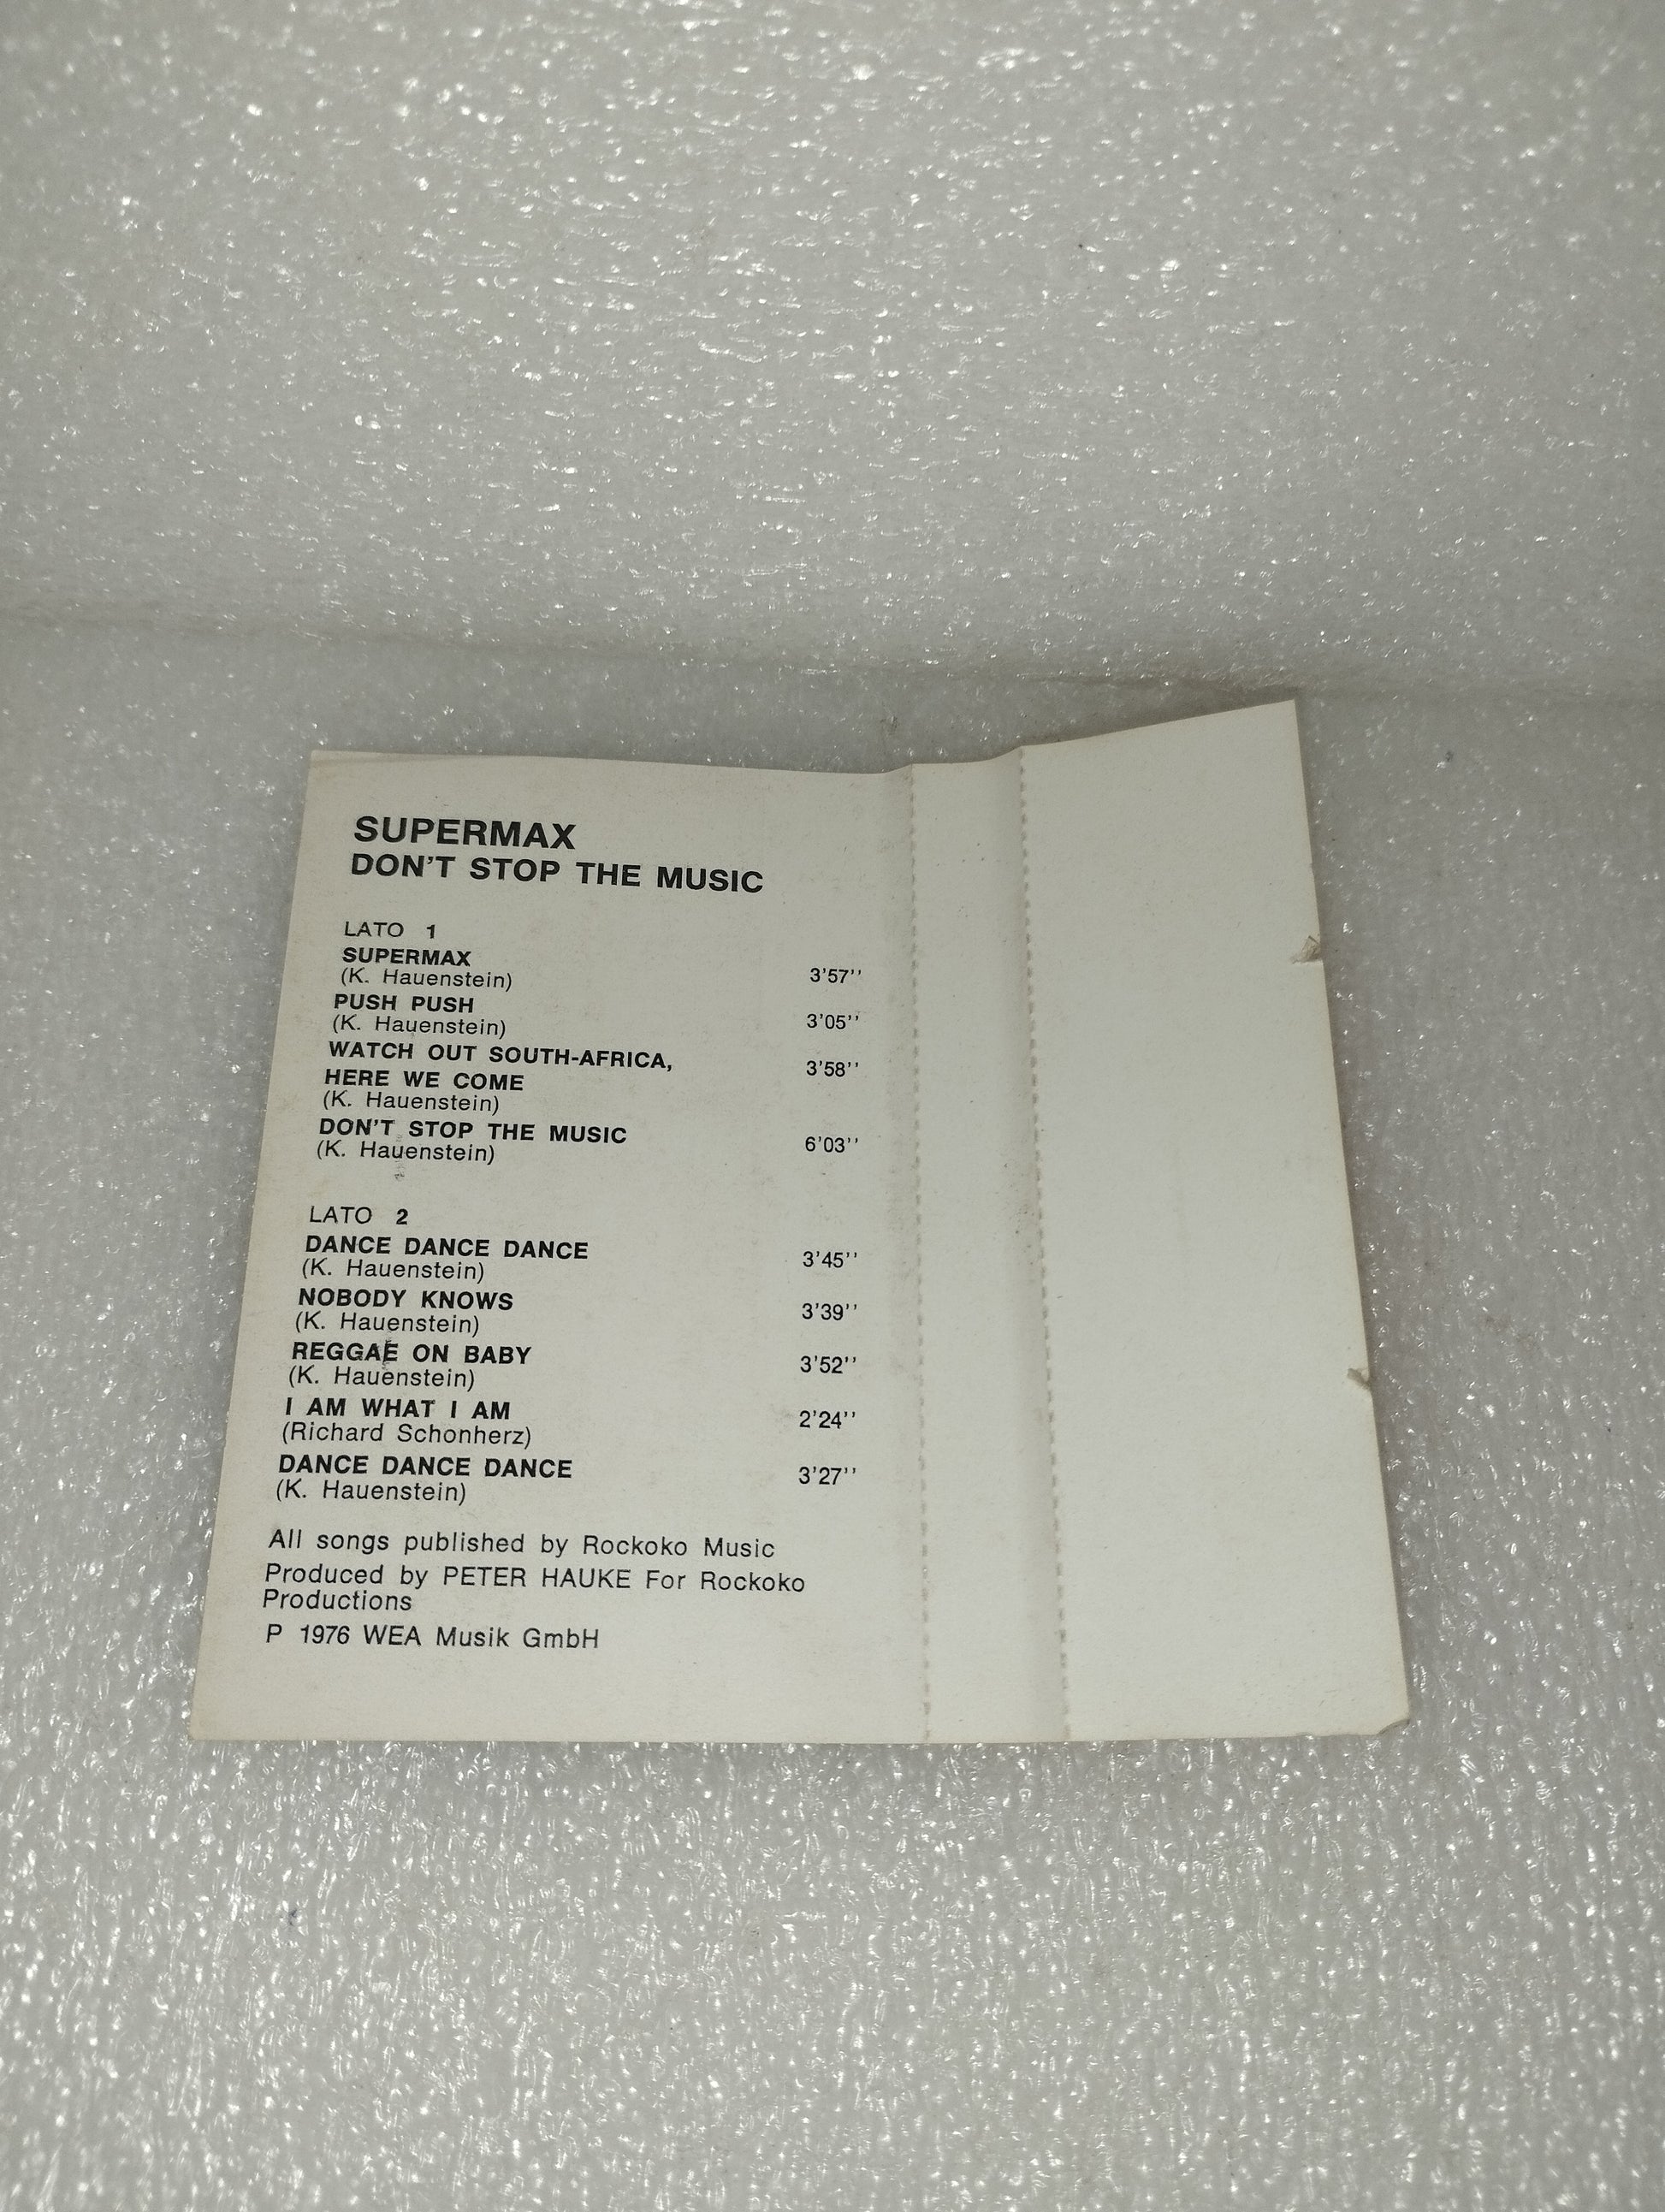 SUPERMAX
DON'T STOP THE MUSIC
LATO 1
SUPERMAX
(K. Hauenstein) 3'57''
PUSH PUSH
(K. Hauenstein) 3'05''
WATCH OUT SOUTH-AFRICA, 3'58''
HERE WE COME
(K. Hauenstein)
DON'T STOP THE MUSIC
(K. Hauenstein) 6'03''
LATO 2
DANCE DANCE DANCE
(K. Hauenstein) 3'45''
NOBODY KNOWS
(K. Hauenstein) 3'39''
REGGAE ON BABY
(K. Hauenstein) 3'52''
I AM WHAT I AM
(Richard Schonherz) 2'24''
DANCE DANCE DANCE
(K. Hauenstein) 3'27''
All songs published by Rockoko Music
Produced by PETER HAUKE For Rockoko
Productions
P 1976 WEA Musik GmbH